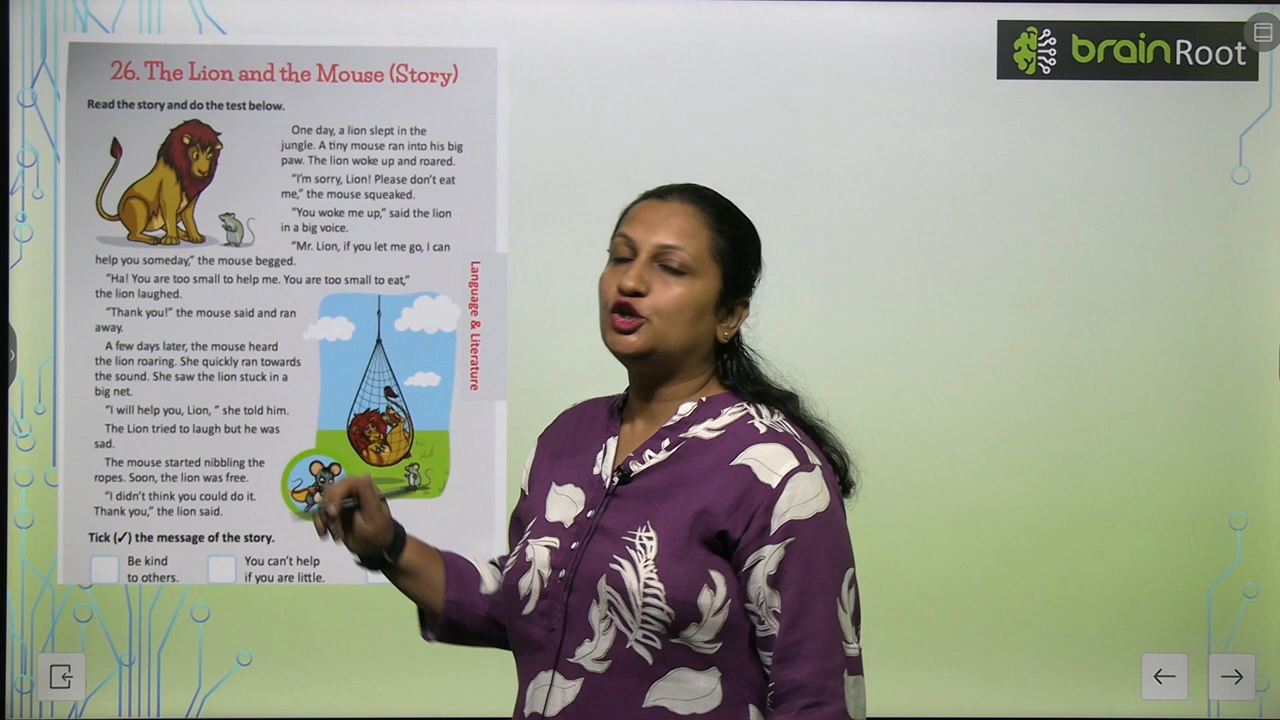 brainRoot
26. The Lion and the Mouse (Story)
Read the story and do the test below.
One day, a lion slept in the
jungle. A tiny mouse ran into his big
paw. The lion woke up and roared.
"I'm sorry, Lion! Please don't eat
me," the mouse squeaked.
"You woke me up," said the lion
in a big voice.
"Mr. Lion, if you let me go, I can
help you someday," the mouse begged.
"Ha! You are too small to help me. You are too small to eat,"
the lion laughed.
"Thank you!" the mouse said and ran
away.
A few days later, the mouse heard
the lion roaring. She quickly ran towards
the sound. She saw the lion stuck in a
big net.
"I will help you, Lion, " she told him.
The Lion tried to laugh but he was
sad.
The mouse started nibbling the
ropes. Soon, the lion was free.
"I didn't think you could do it.
Thank you," the lion said.
Language & Literature
Tick (✓) the message of the story.
Be kind
to others.
You can't help
if you are little.